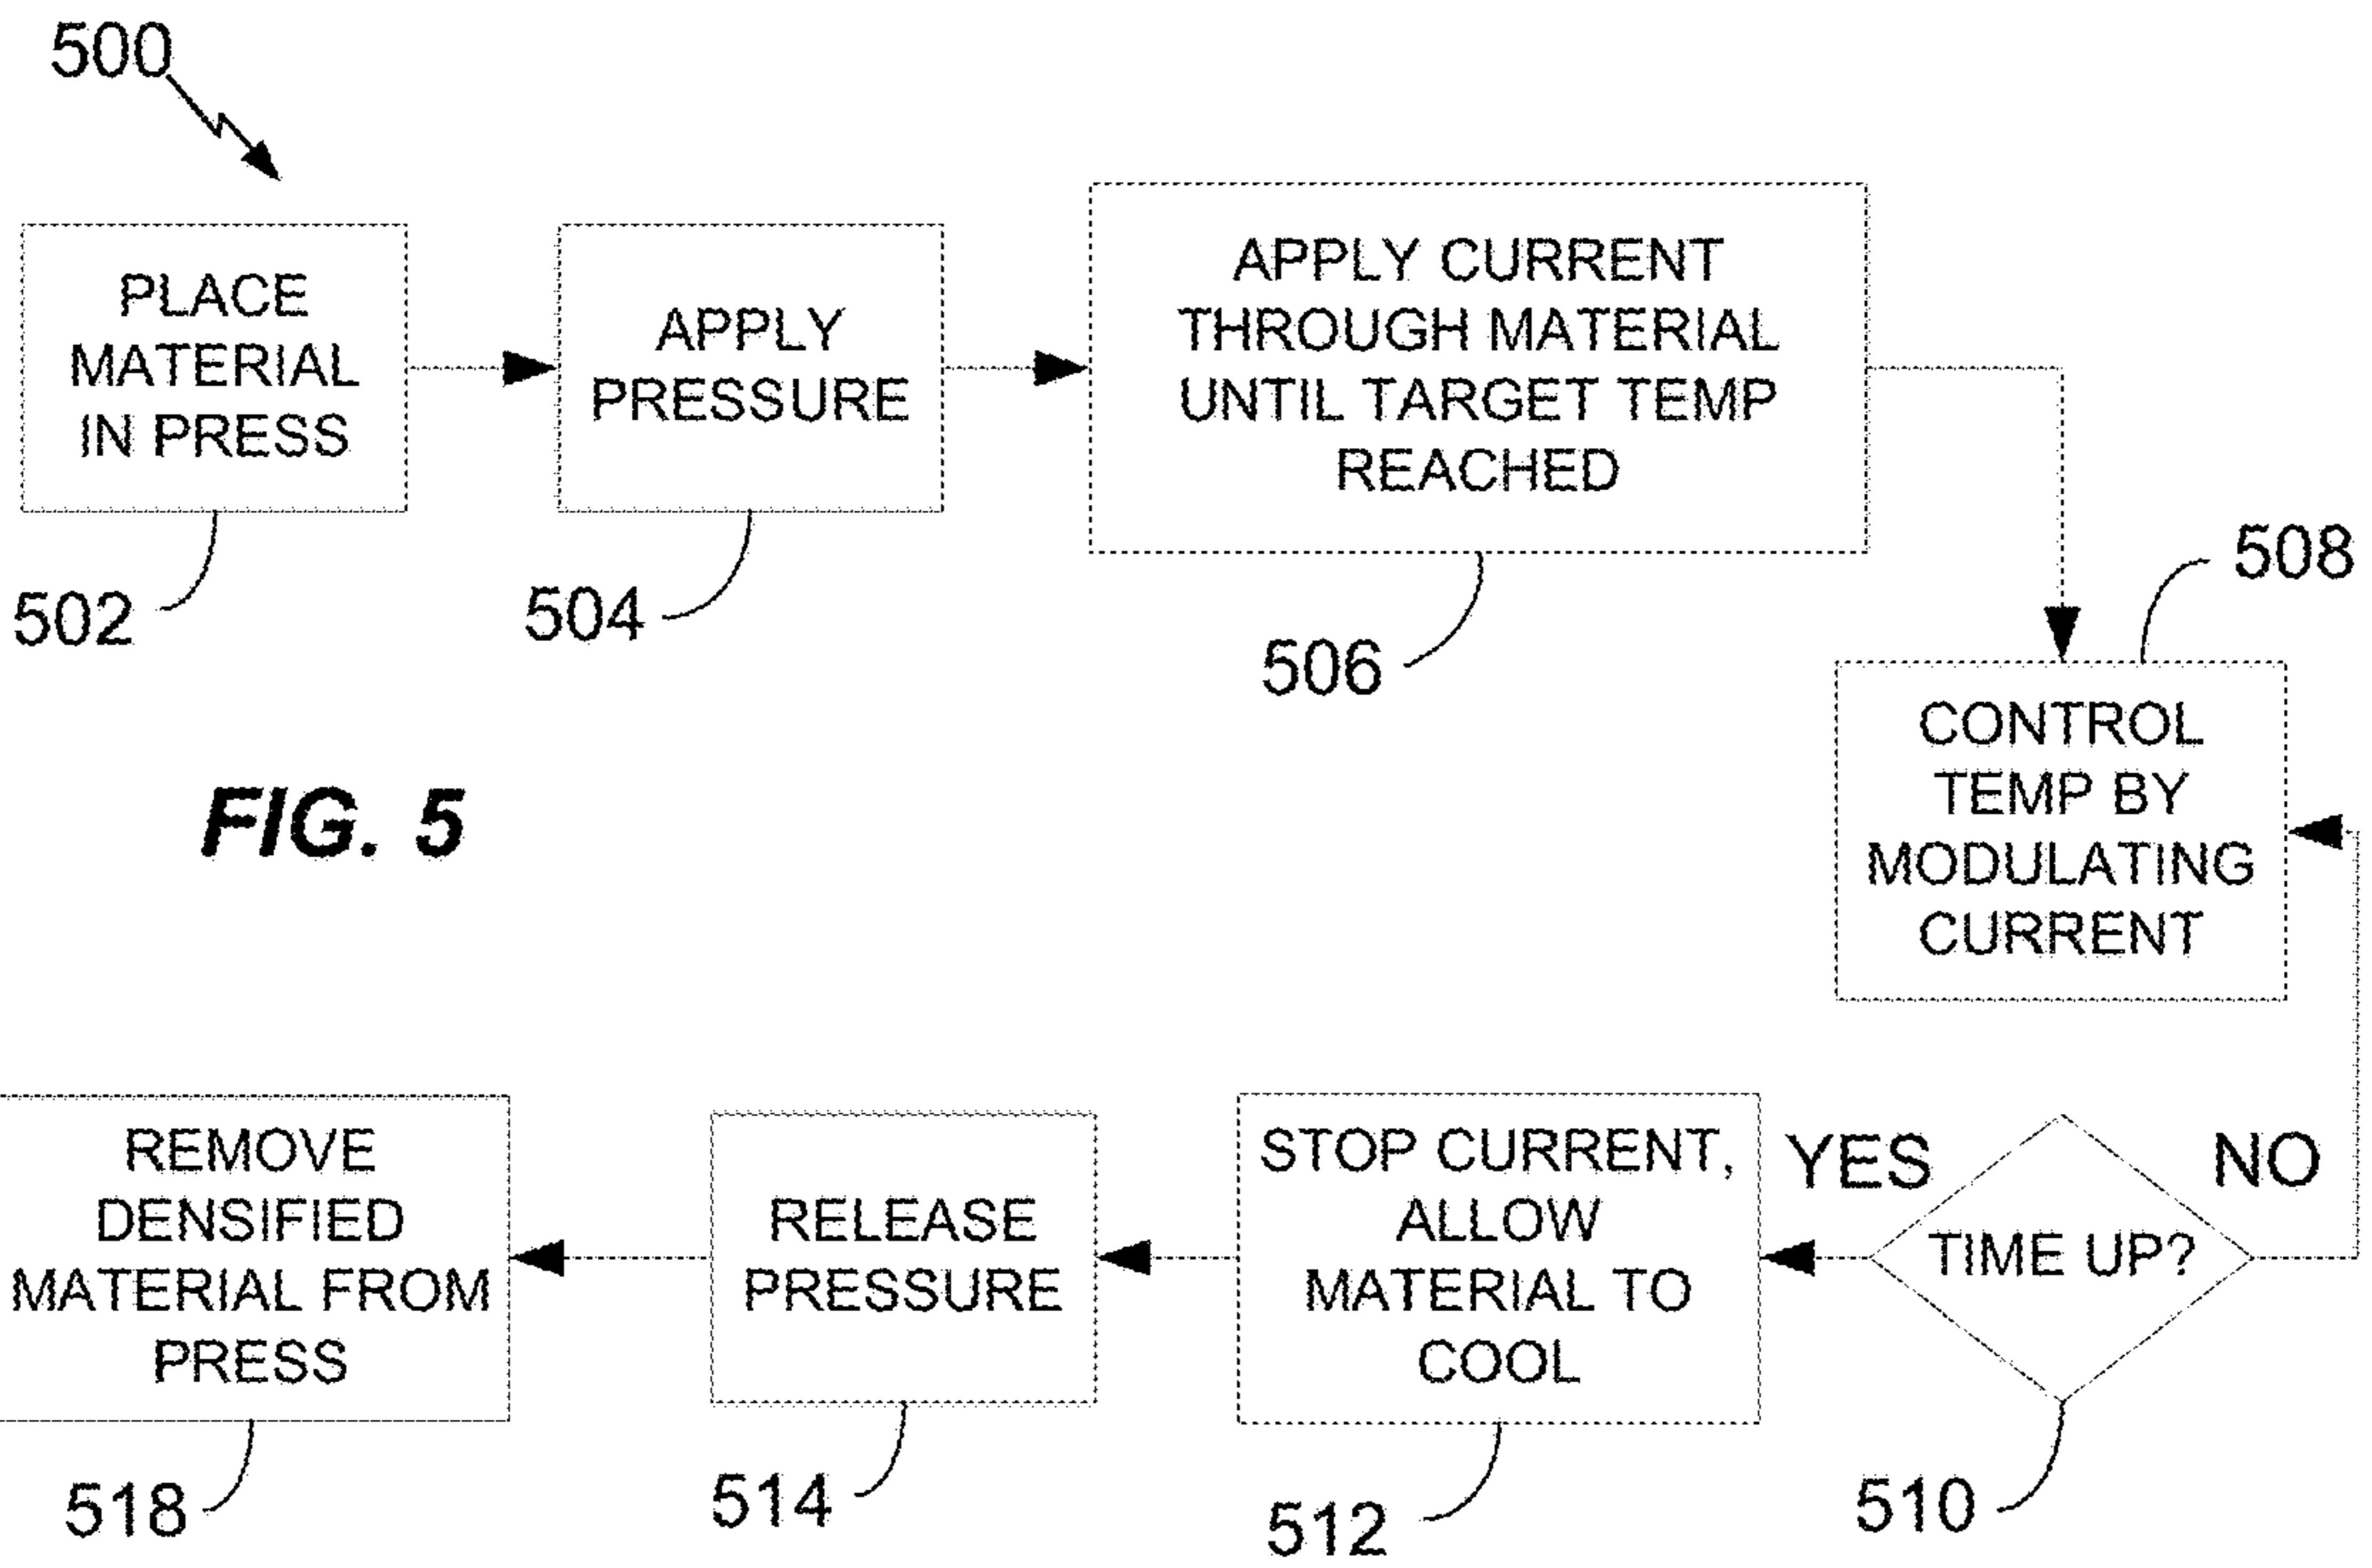 500
PLACE
MATERIAL
IN PRESS
502
APPLY
PRESSURE
504
APPLY CURRENT
THROUGH MATERIAL
UNTIL TARGET TEMP
REACHED
506
508
CONTROL
TEMP BY
MODULATING
CURRENT
FIG. 5
NO
TIME UP?
510
YES
STOP CURRENT,
ALLOW
MATERIAL TO
COOL
512
RELEASE
PRESSURE
514
REMOVE
DENSIFIED
MATERIAL FROM
PRESS
518